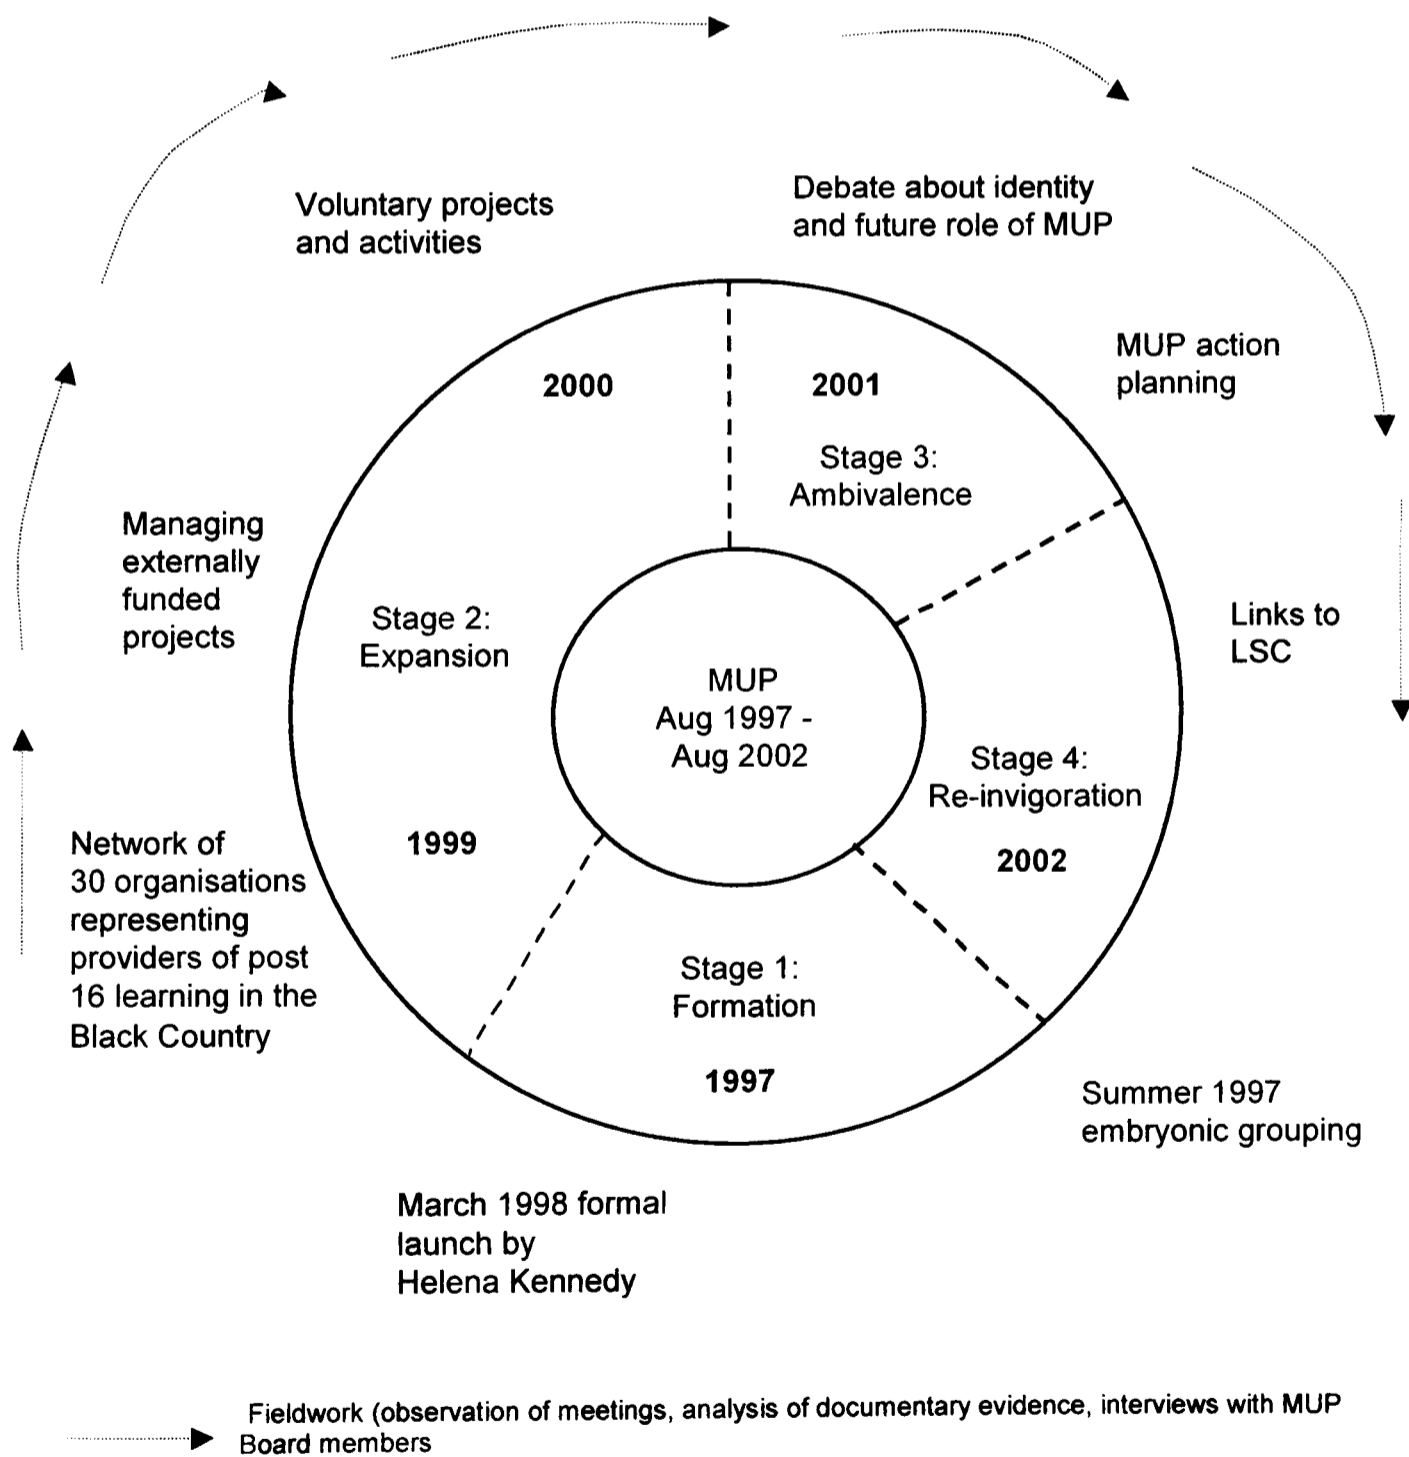 Voluntary projects
and activities
Debate about identity
and future role of MUP
MUP action
planning
2000
2001
Stage 3:
Ambivalence
Managing
externally
funded
projects
Stage 2:
Expansion
Links to
LSC
MUP
Aug 1997 -
Aug 2002
Stage 4:
Re-invigoration
2002
1999
Network of
30 organisations
representing
providers of post
16 learning in the
Black Country
Stage 1:
Formation
1997
Summer 1997
embryonic grouping
March 1998 formal
launch by
Helena Kennedy
Fieldwork (observation of meetings, analysis of documentary evidence, interviews with MUP
Board members